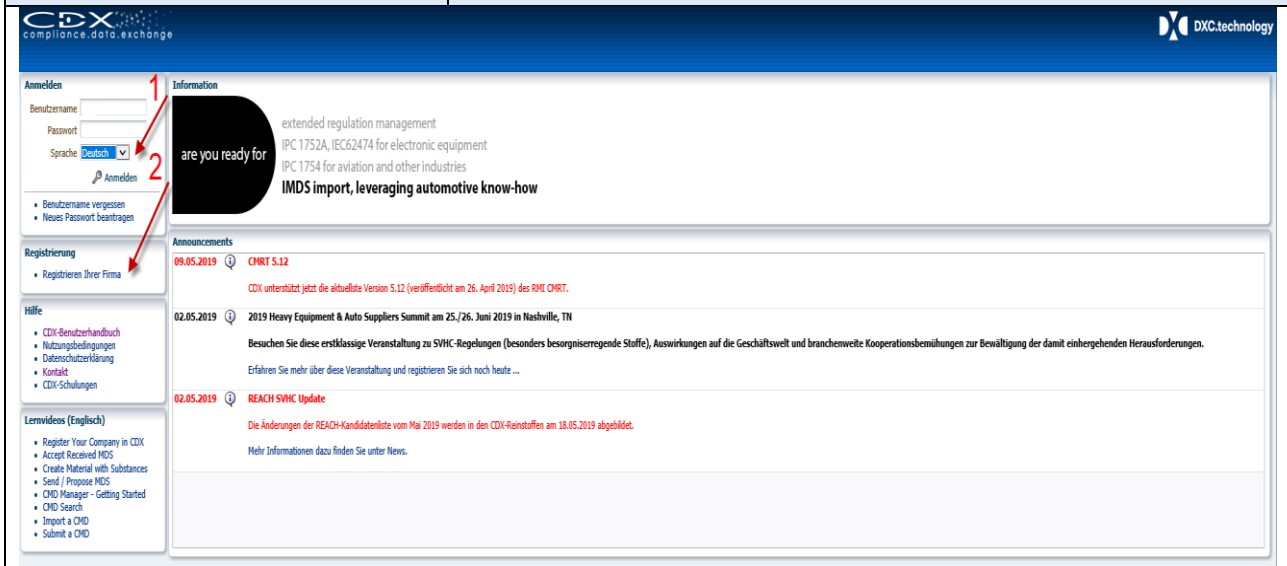 CDX
compliance.data.exchange
DXC.technology
Anmelden
1
Benutzername
Passwort
Sprache Deutsch
2
Anmelden
Benutzername vergessen
Neues Passwort beantragen
Registrierung
Registrieren Ihrer Firma
Hilfe
CDX-Benutzerhandbuch
Nutzungsbedingungen
Datenschutzerklärung
Kontakt
CDX-Schulungen
Lernvideos (Englisch)
Register Your Company in CDX
Accept Received MDS
Create Material with Substances
Send / Propose MDS
CMD Manager - Getting Started
CMD Search
Import a CMD
Submit a CMD
Information
are you ready for
extended regulation management
IPC 1752A, IEC62474 for electronic equipment
IPC 1754 for aviation and other industries
IMDS import, leveraging automotive know-how
Announcements
09.05.2019 CMRT 5.12
CDX unterstützt jetzt die aktuellste Version 5.12 (veröffentlicht am 26. April 2019) des RMI CMRT.
02.05.2019 2019 Heavy Equipment & Auto Suppliers Summit am 25./26. Juni 2019 in Nashville, TN
Besuchen Sie diese erstklassige Veranstaltung zu SVHC-Regelungen (besonders besorgniserregende Stoffe), Auswirkungen auf die Geschäftswelt und branchenweite Kooperationsbemühungen zur Bewältigung der damit einhergehenden Herausforderungen.
Erfahren Sie mehr über diese Veranstaltung und registrieren Sie sich noch heute ...
02.05.2019 REACH SVHC Update
Die Änderungen der REACH-Kandidatenliste vom Mai 2019 werden in den CDX-Reinstoffen am 18.05.2019 abgebildet.
Mehr Informationen dazu finden Sie unter News.